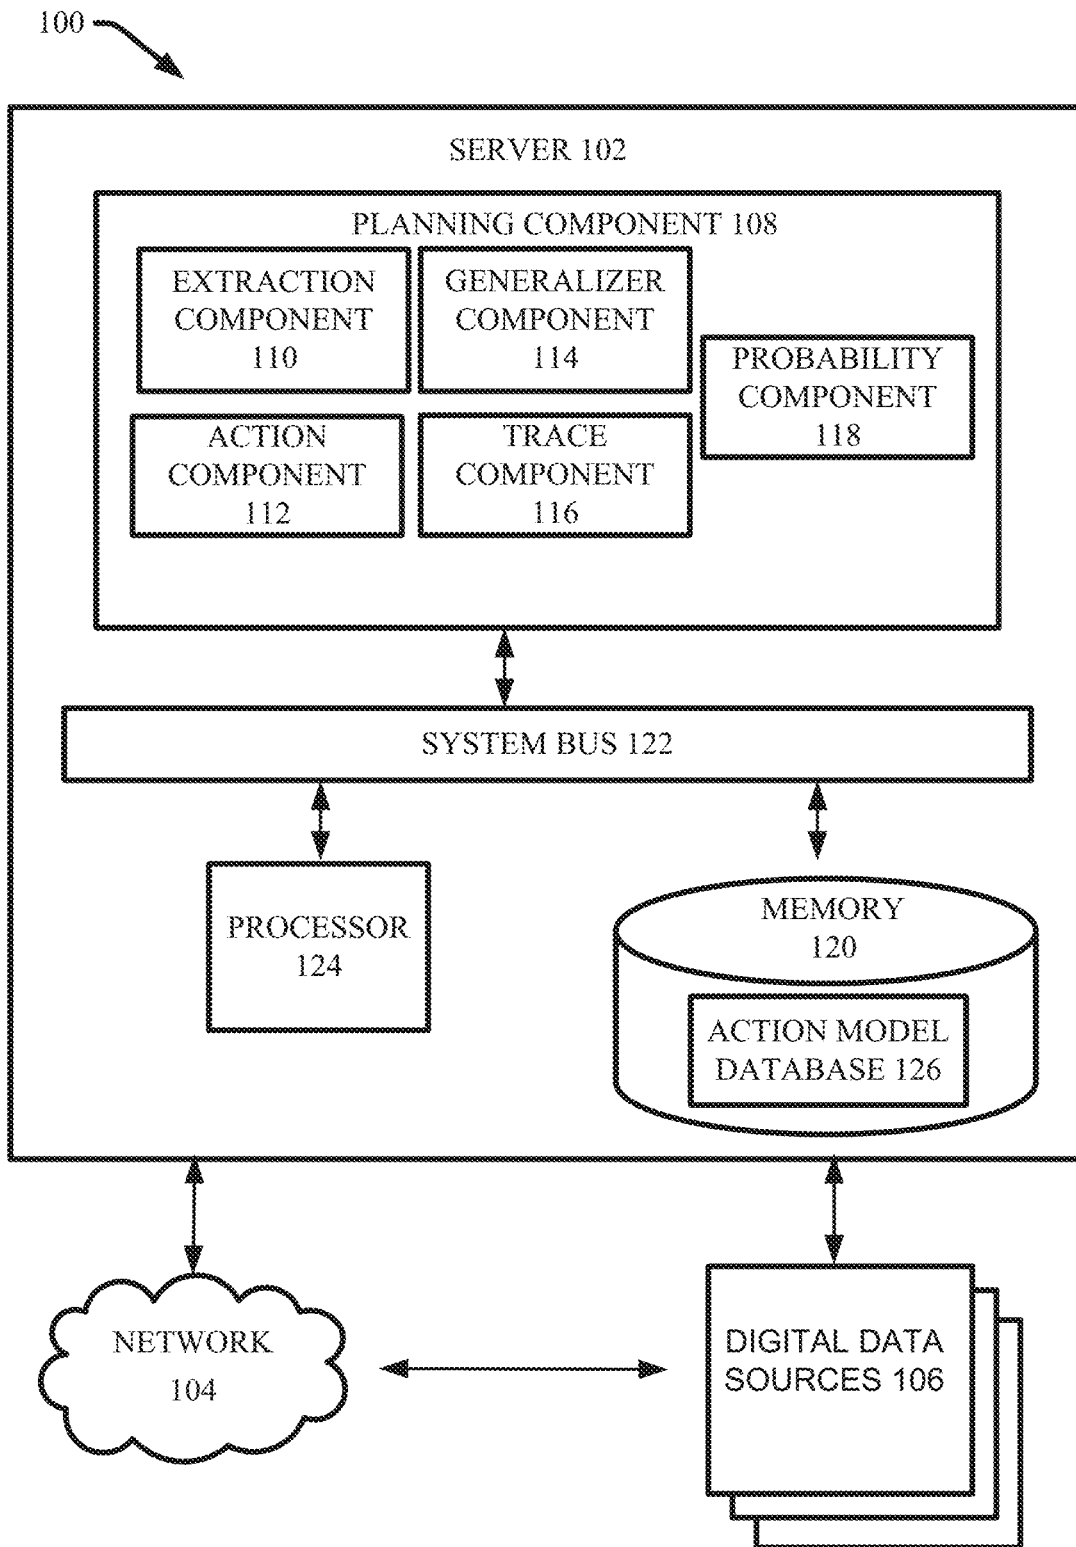 100
SERVER 102
PLANNING COMPONENT 108
EXTRACTION
COMPONENT
110
GENERALIZER
COMPONENT
114
PROBABILITY
COMPONENT
118
ACTION
COMPONENT
112
TRACE
COMPONENT
116
SYSTEM BUS 122
PROCESSOR
124
MEMORY
120
ACTION MODEL
DATABASE 126
NETWORK
104
DIGITAL DATA
SOURCES 106